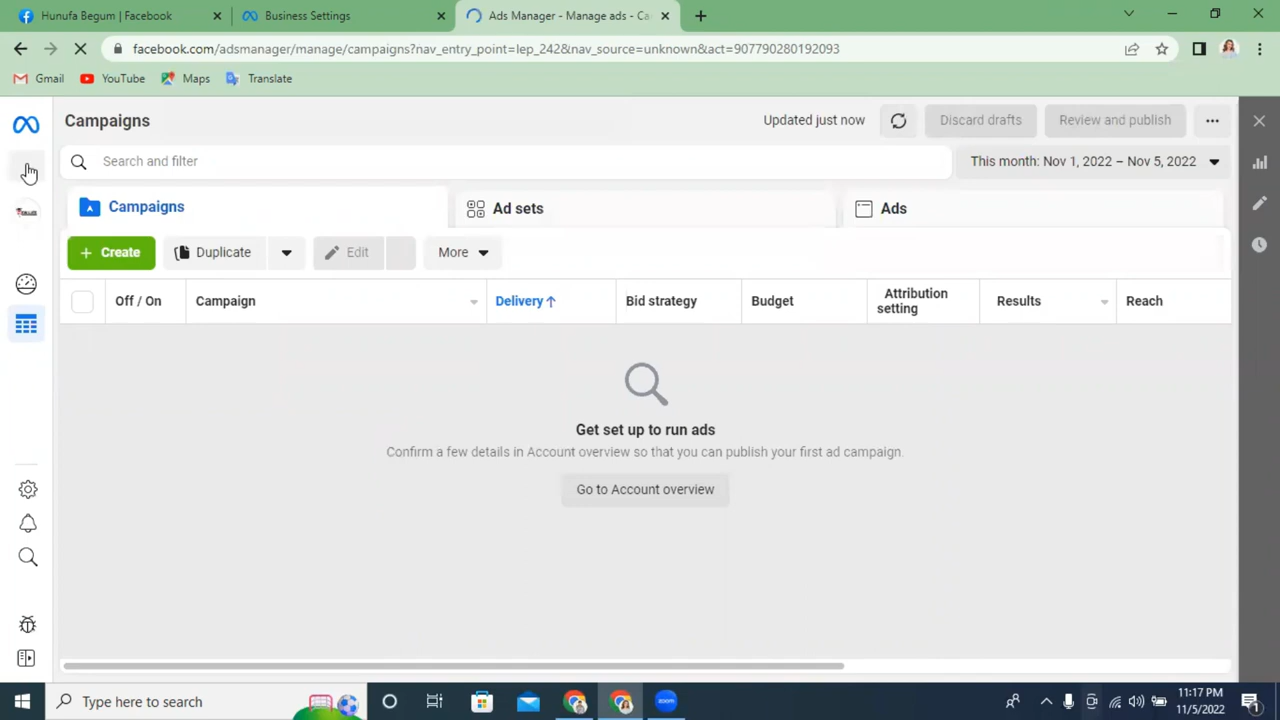 Hunufa Begum | Facebook
Business Settings
Ads Manager - Manage ads - Ca
facebook.com/adsmanager/manage/campaigns?nav_entry_point=lep_242&nav_source=unknown&act=907790280192093
Gmail
YouTube
Maps
Translate
Campaigns
Updated just now
Discard drafts
Review and publish
Search and filter
This month: Nov 1, 2022 – Nov 5, 2022
Campaigns
Ad sets
Ads
+ Create
Duplicate
Edit
More
Off / On
Campaign
Delivery ↑
Bid strategy
Budget
Attribution
setting
Results
Reach
Get set up to run ads
Confirm a few details in Account overview so that you can publish your first ad campaign.
Go to Account overview
Type here to search
zoom
11:17 PM
11/5/2022
1